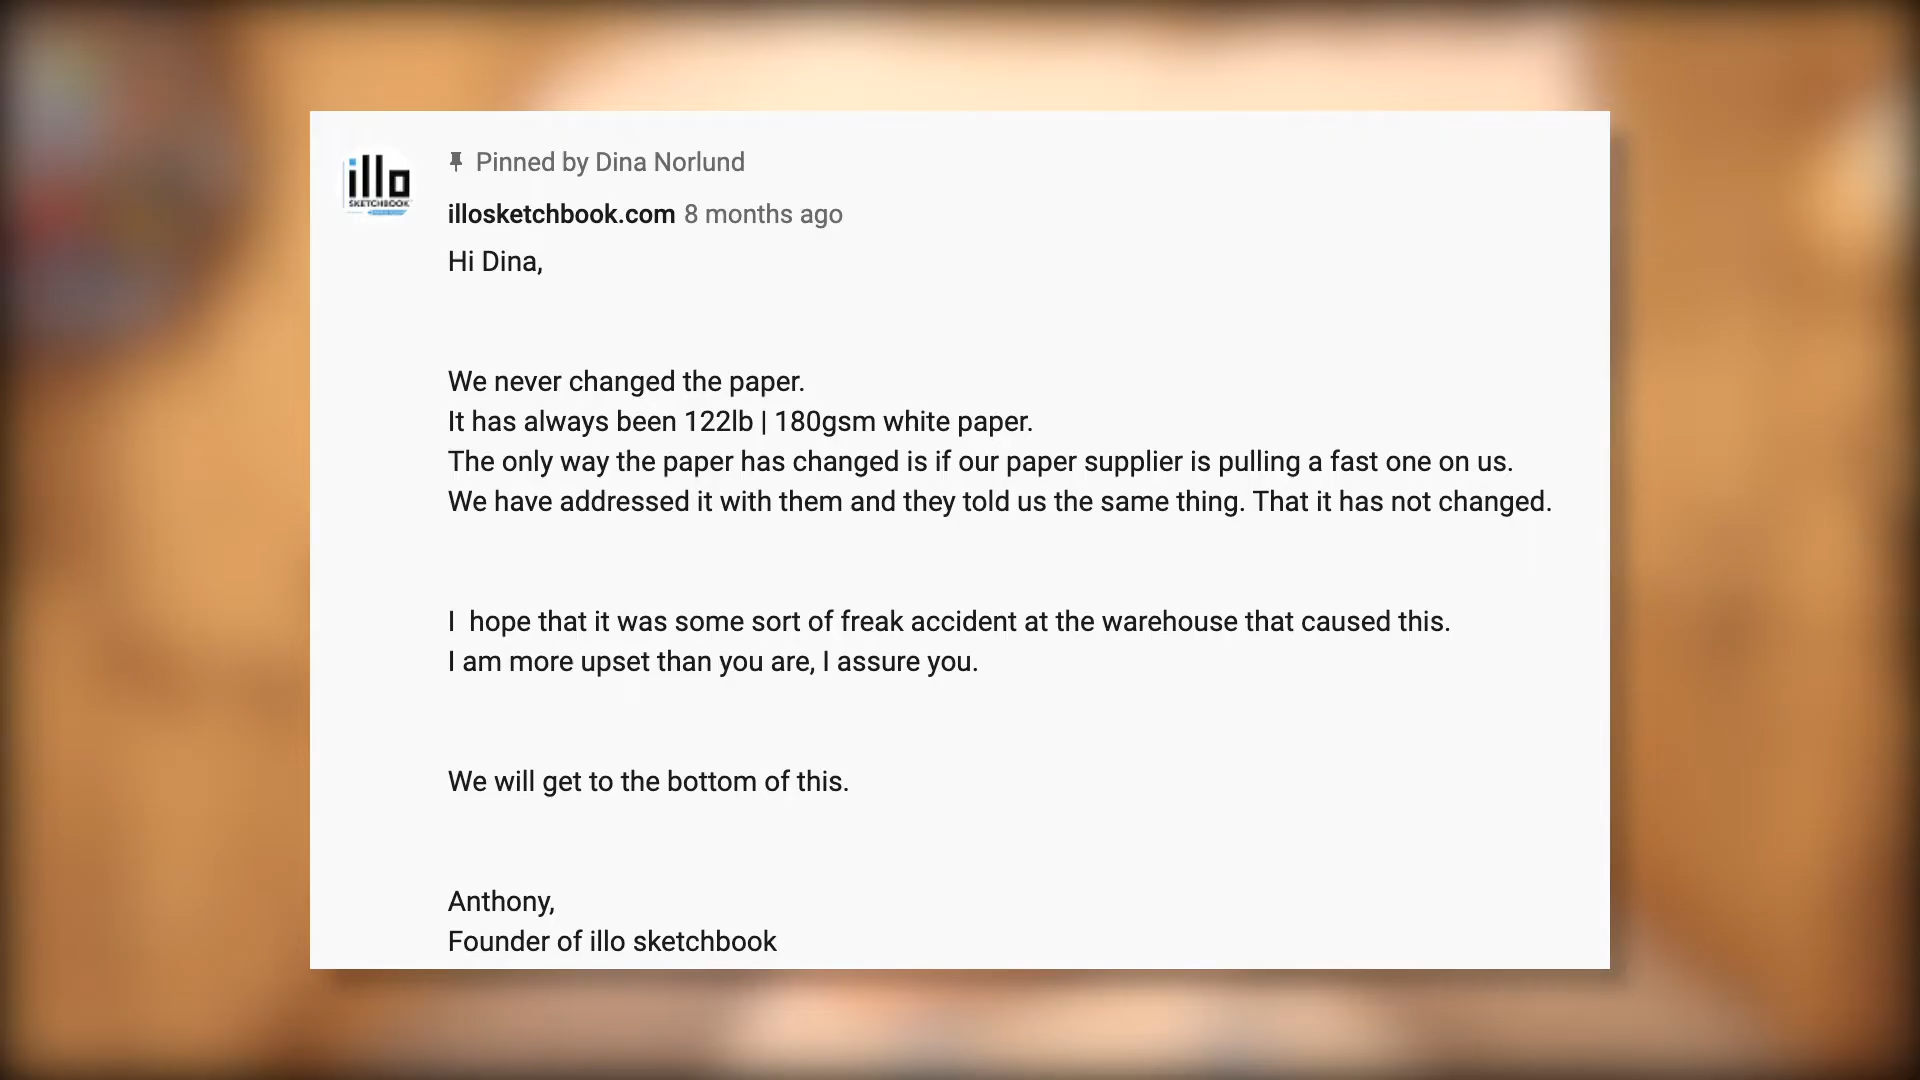 illo
SKETCHBOOK
Pinned by Dina Norlund
illosketchbook.com 8 months ago
Hi Dina,
We never changed the paper.
It has always been 122lb | 180gsm white paper.
The only way the paper has changed is if our paper supplier is pulling a fast one on us.
We have addressed it with them and they told us the same thing. That it has not changed.
I  hope that it was some sort of freak accident at the warehouse that caused this.
I am more upset than you are, I assure you.
We will get to the bottom of this.
Anthony,
Founder of illo sketchbook